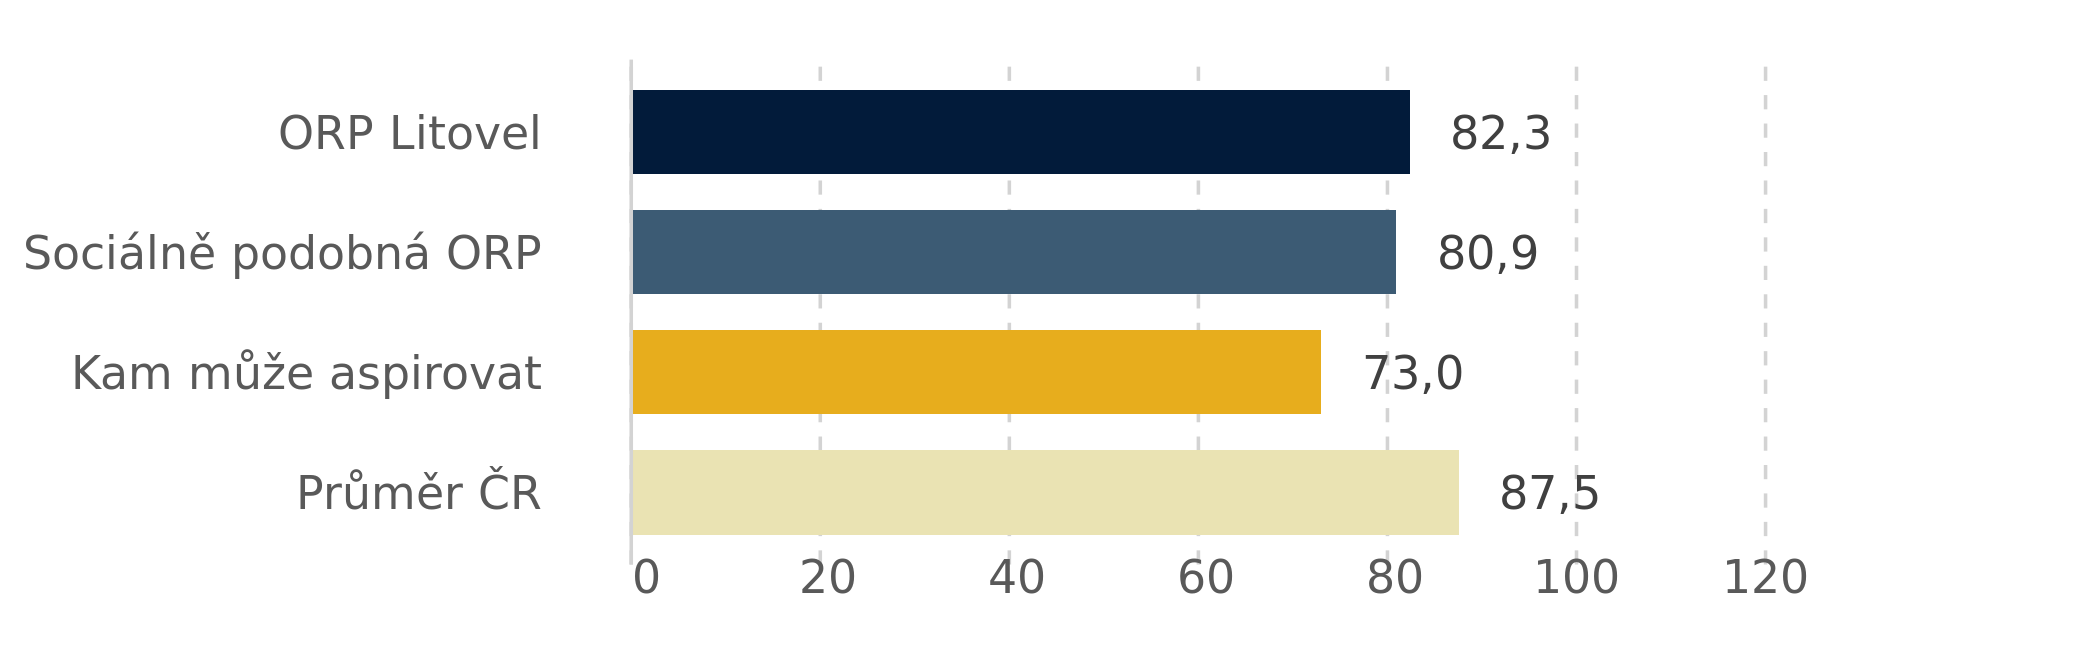 ORP Litovel 82,3
Sociálně podobná ORP 80,9
Kam může aspirovat 73,0
Průměr ČR 87,5
0 20 40 60 80 100 120